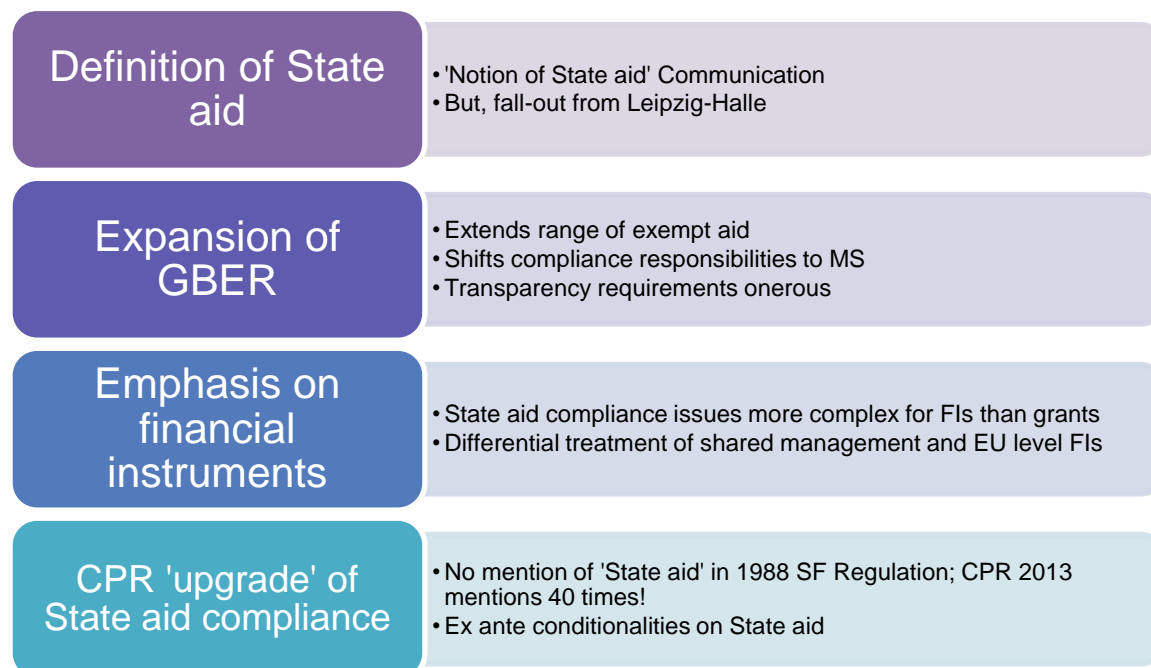 Definition of State
aid
• 'Notion of State aid' Communication
• But, fall-out from Leipzig-Halle
Expansion of
GBER
• Extends range of exempt aid
• Shifts compliance responsibilities to MS
• Transparency requirements onerous
Emphasis on
financial
instruments
• State aid compliance issues more complex for FIs than grants
• Differential treatment of shared management and EU level FIs
CPR 'upgrade' of
State aid compliance
• No mention of 'State aid' in 1988 SF Regulation; CPR 2013
mentions 40 times!
• Ex ante conditionalities on State aid